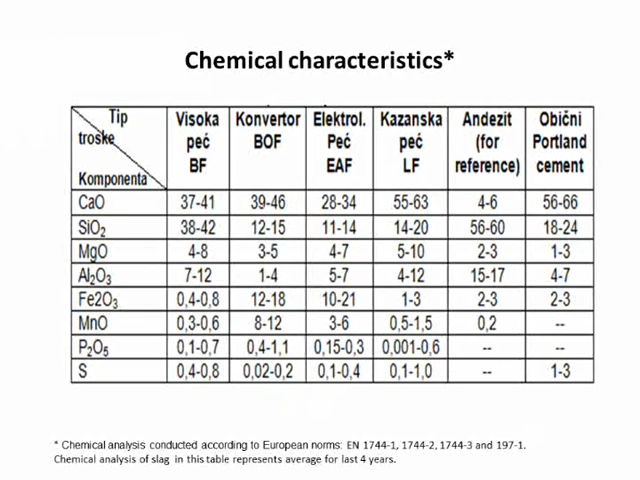 Chemical characteristics*
Tip troske Komponenta Visoka peć BF Konvertor BOF Elektrol. Peć EAF Kazanska peć LF Andezit (for reference) Obični Portland cement
CaO 37-41 39-46 28-34 55-63 4-6 56-66
SiO₂ 38-42 12-15 11-14 14-20 56-60 18-24
MgO 4-8 3-5 4-7 5-10 2-3 1-3
Al₂O₃ 7-12 1-4 5-7 4-12 15-17 4-7
Fe2O₃ 0,4-0,8 12-18 10-21 1-3 2-3 2-3
MnO 0,3-0,6 8-12 3-6 0,5-1,5 0,2 --
P₂O₅ 0,1-0,7 0,4-1,1 0,15-0,3 0,001-0,6 -- --
S 0,4-0,8 0,02-0,2 0,1-0,4 0,1-1,0 -- 1-3
* Chemical analysis conducted according to European norms: EN 1744-1, 1744-2, 1744-3 and 197-1.
Chemical analysis of slag in this table represents average for last 4 years.